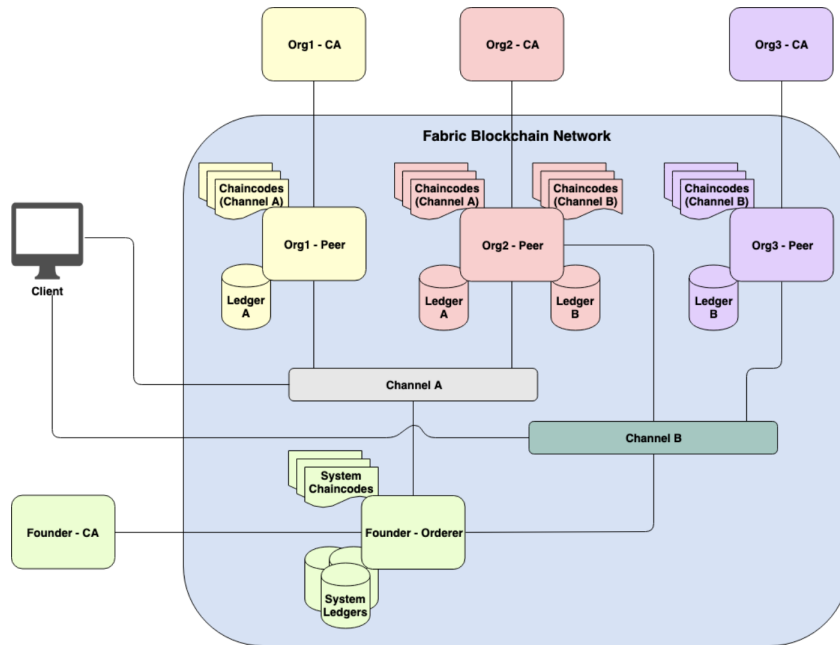 Org1 - CA
Org2 - CA
Org3 - CA
Fabric Blockchain Network
Chaincodes
(Channel A)
Chaincodes
(Channel A)
Chaincodes
(Channel B)
Chaincodes
(Channel B)
Org1 - Peer
Org2 - Peer
Org3 - Peer
Client
Ledger
A
Ledger
A
Ledger
B
Ledger
B
Channel A
Channel B
System
Chaincodes
Founder - CA
Founder - Orderer
System
Ledgers